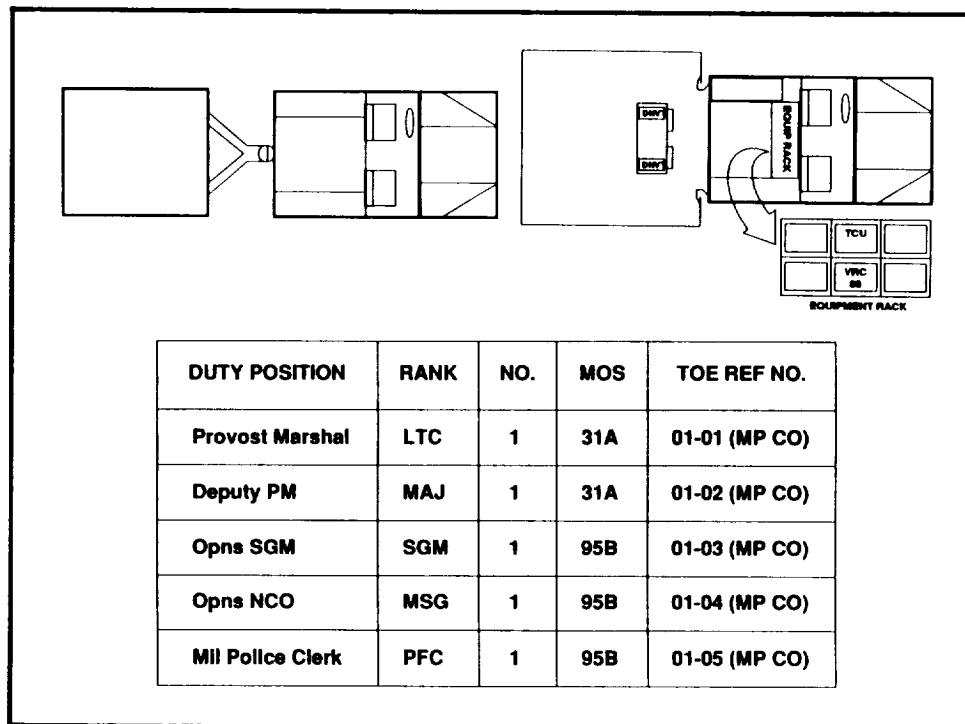 EQUIP RACK
TCU
VRC
EQUIPMENT RACK
DUTY POSITION RANK NO. MOS TOE REF NO.
Provost Marshal LTC 1 31A 01-01 (MP CO)
Deputy PM MAJ 1 31A 01-02 (MP CO)
Opns SGM SGM 1 95B 01-03 (MP CO)
Opns NCO MSG 1 95B 01-04 (MP CO)
Mil Police Clerk PFC 1 95B 01-05 (MP CO)